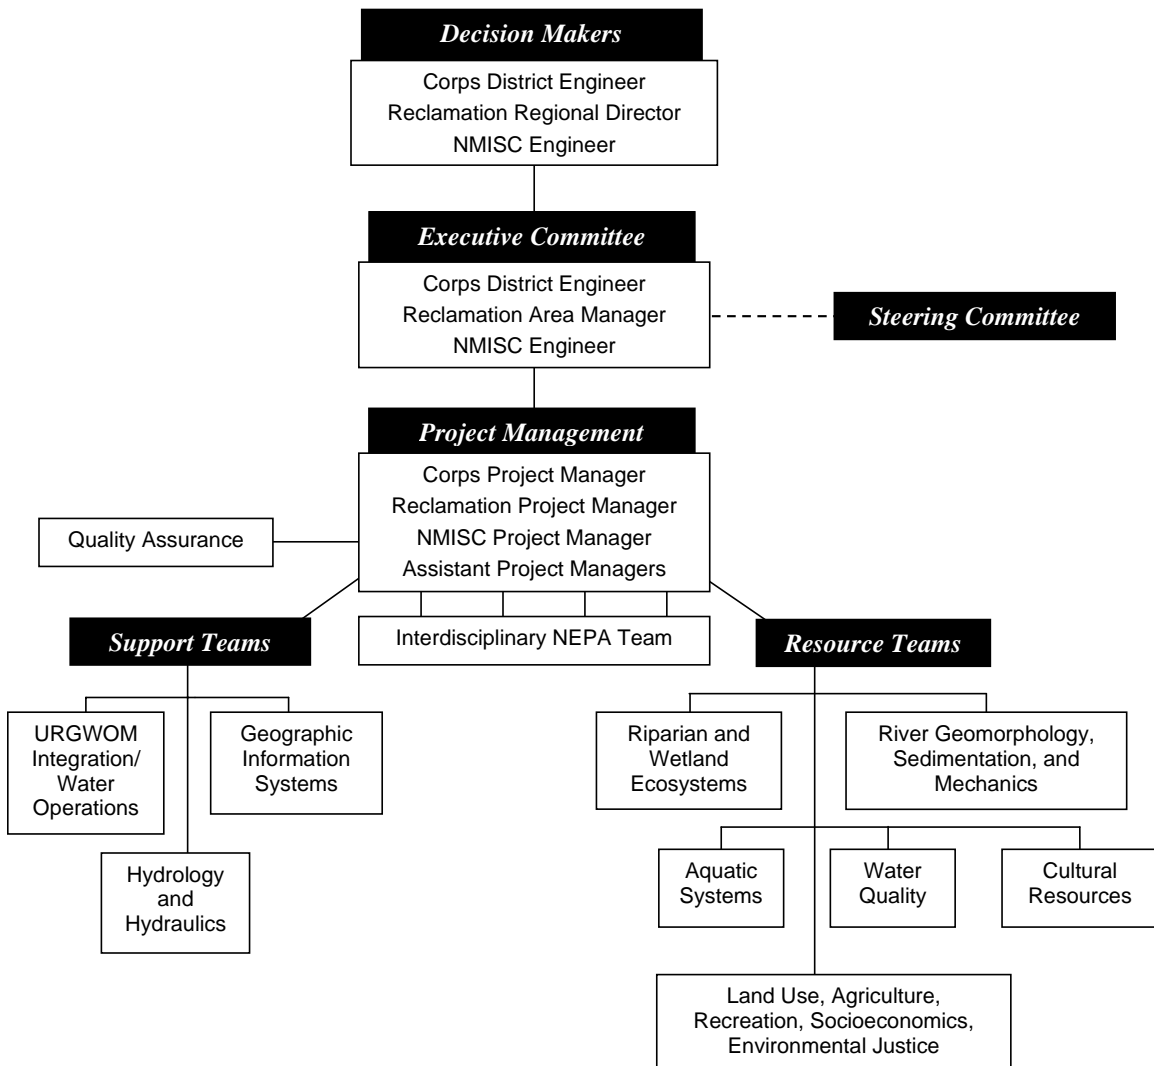 Decision Makers
Corps District Engineer
Reclamation Regional Director
NMISC Engineer
Executive Committee
Corps District Engineer
Reclamation Area Manager
NMISC Engineer
Steering Committee
Project Management
Corps Project Manager
Reclamation Project Manager
NMISC Project Manager
Assistant Project Managers
Quality Assurance
Interdisciplinary NEPA Team
Support Teams
URGWOM
Integration/
Water
Operations
Geographic
Information
Systems
Hydrology
and
Hydraulics
Resource Teams
Riparian and
Wetland
Ecosystems
River Geomorphology,
Sedimentation, and
Mechanics
Aquatic
Systems
Water
Quality
Cultural
Resources
Land Use, Agriculture,
Recreation, Socioeconomics,
Environmental Justice